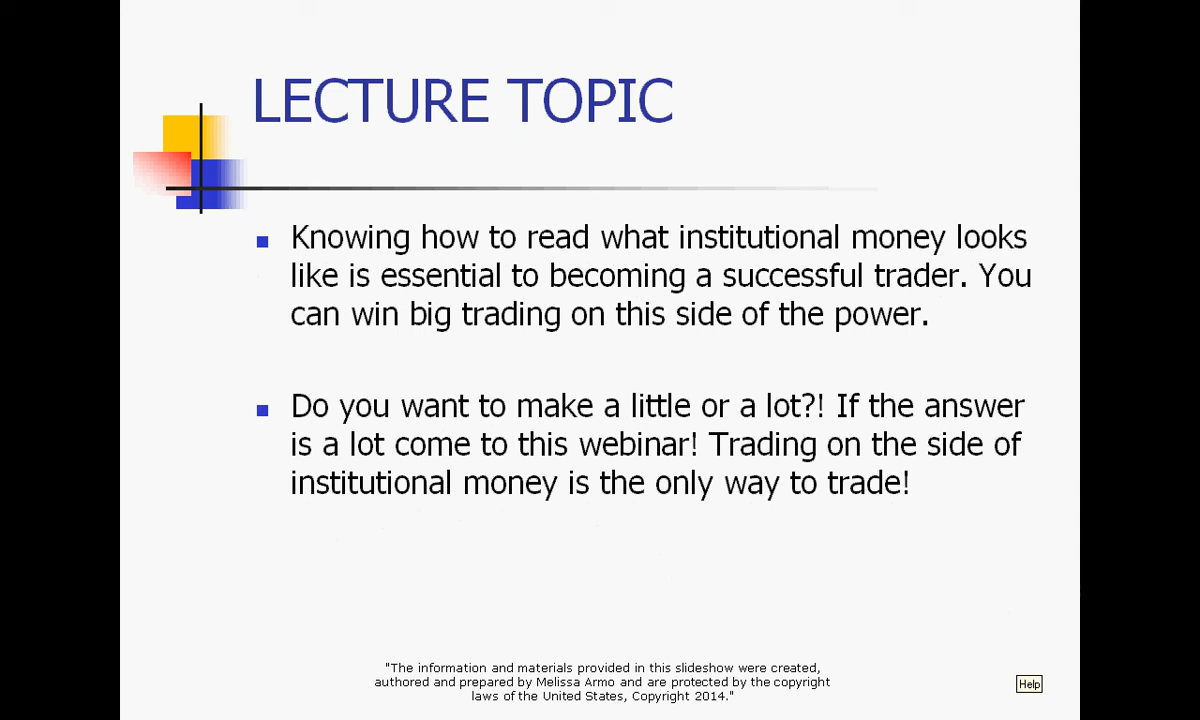 LECTURE TOPIC
Knowing how to read what institutional money looks
like is essential to becoming a successful trader. You
can win big trading on this side of the power.
Do you want to make a little or a lot?! If the answer
is a lot come to this webinar! Trading on the side of
institutional money is the only way to trade!
"The information and materials provided in this slideshow were created,
authored and prepared by Melissa Armo and are protected by the copyright
laws of the United States, Copyright 2014."
Help